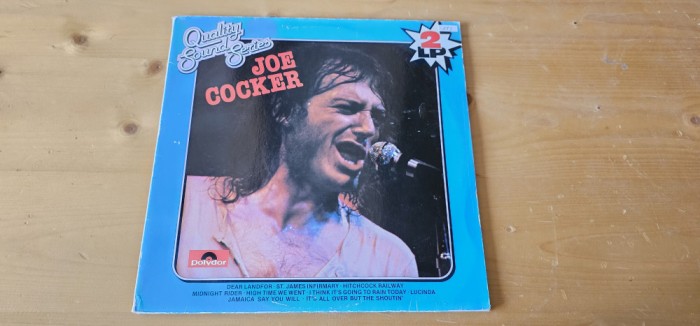 Quality
Sound Series
JOE
COCKER
2
LP
Polydor
DEAR LANDLORD · ST. JAMES INFIRMARY · HITCHCOCK RAILWAY
MIDNIGHT RIDER · HIGH TIME WE WENT · I THINK IT'S GOING TO RAIN TODAY · LUCINDA
JAMAICA SAY YOU WILL · IT'S ALL OVER BUT THE SHOUTIN'